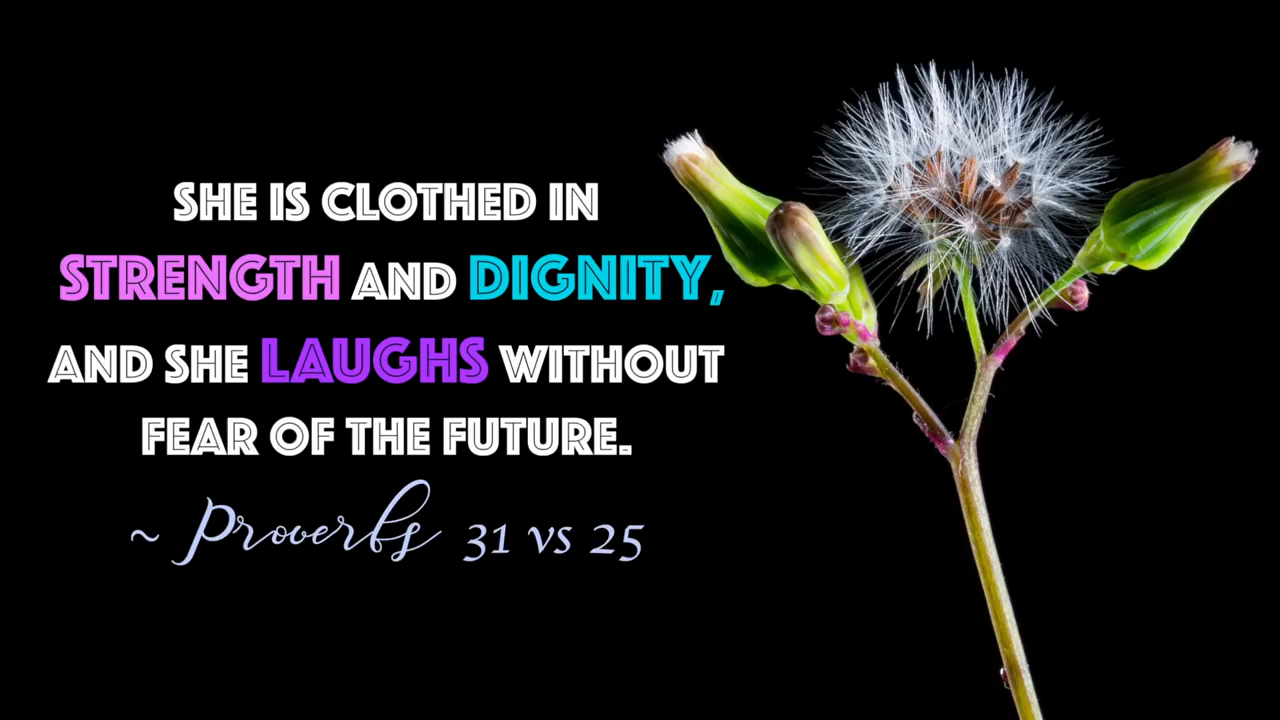 SHE IS CLOTHED IN
STRENGTH AND DIGNITY,
AND SHE LAUGHS WITHOUT
FEAR OF THE FUTURE.
~ Proverbs 31 vs 25